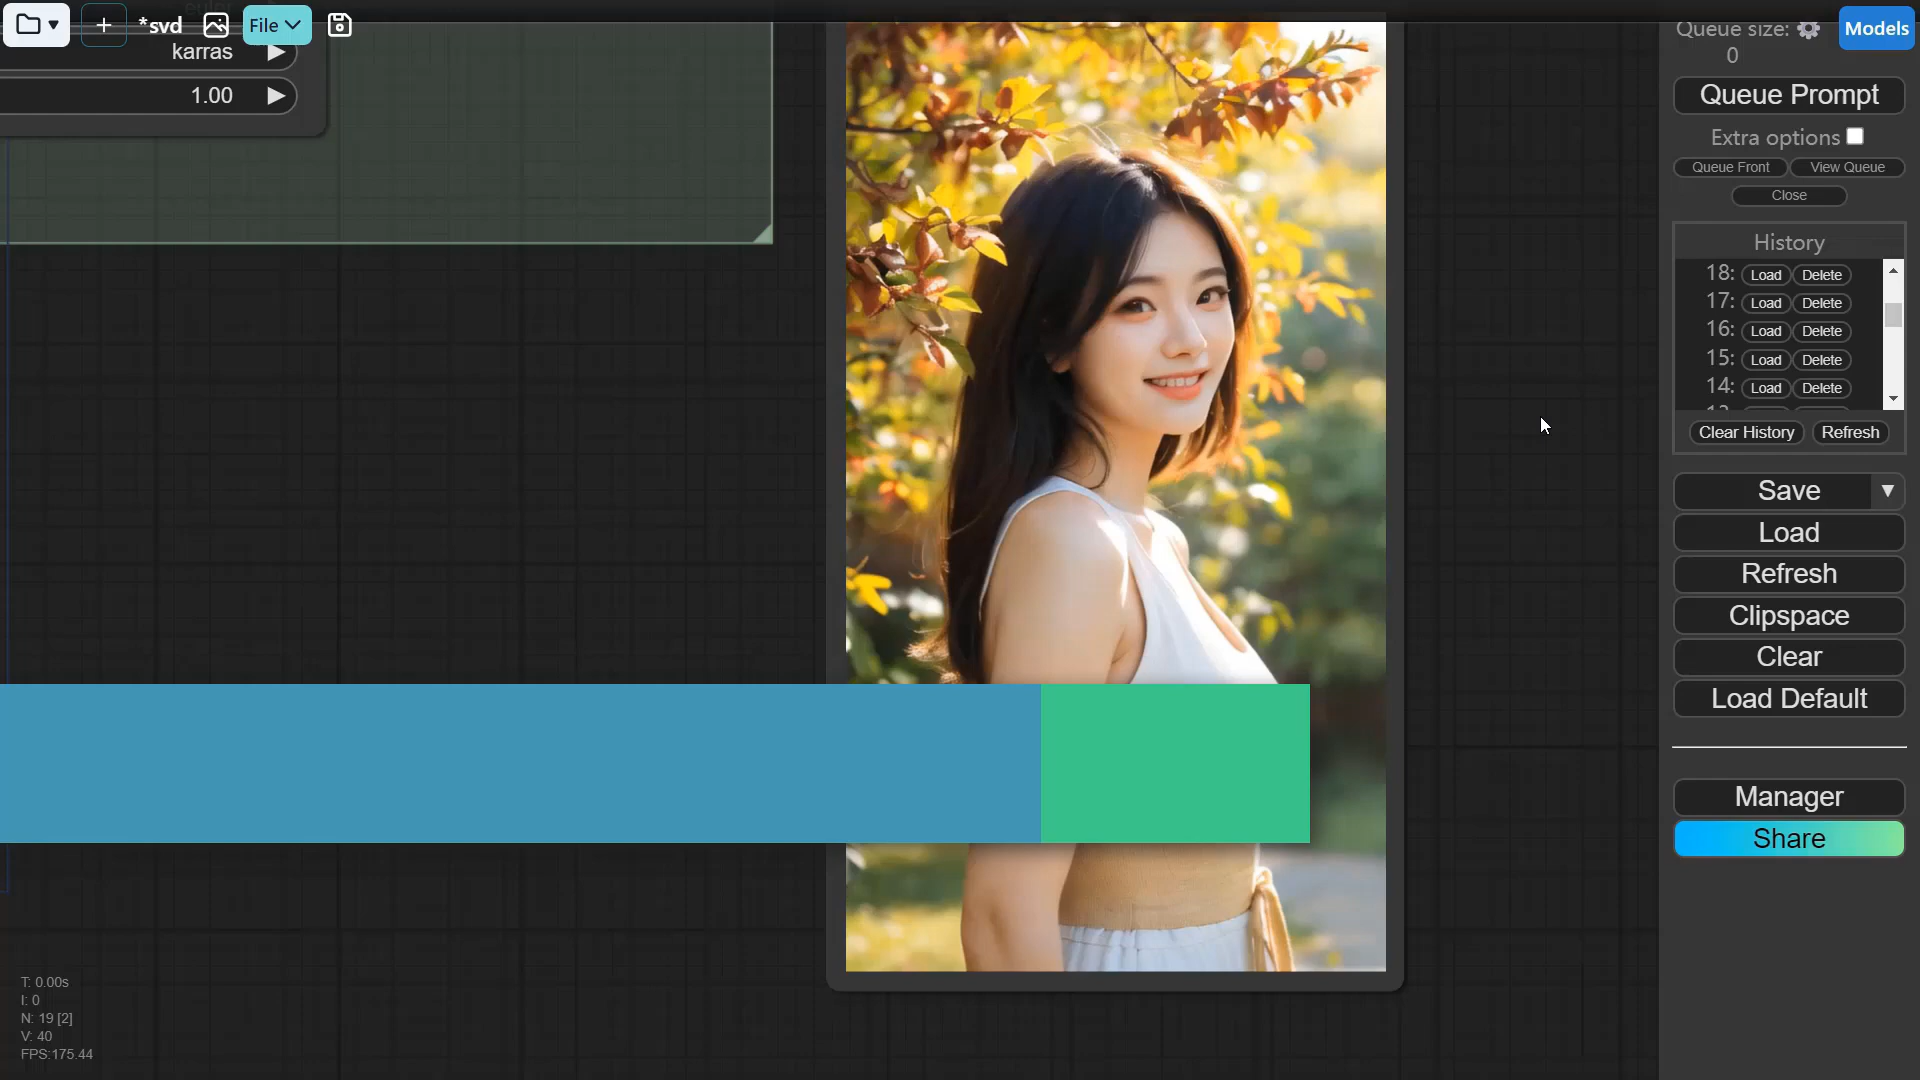 *svd
File
karras
1.00
Queue size:
0
Models
Queue Prompt
Extra options
Queue Front
View Queue
Close
History
18: Load Delete
17: Load Delete
16: Load Delete
15: Load Delete
14: Load Delete
Clear History
Refresh
Save
Load
Refresh
Clipspace
Clear
Load Default
Manager
Share
T: 0.00s
I: 0
N: 19 [2]
V: 40
FPS:175.44